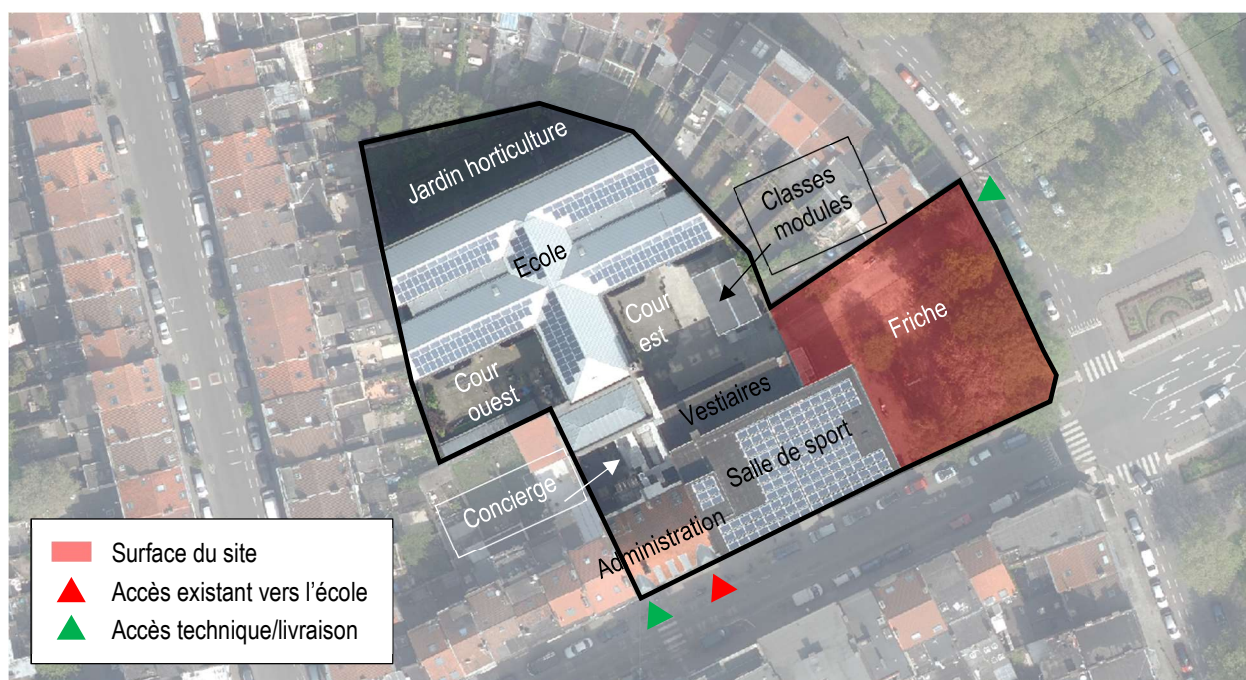 Jardin horticulture
Ecole
Classes
modules
Cour
est
Friche
Cour
ouest
Vestiaires
Salle de sport
Concierge
Administration
Surface du site
Accès existant vers l'école
Accès technique/livraison